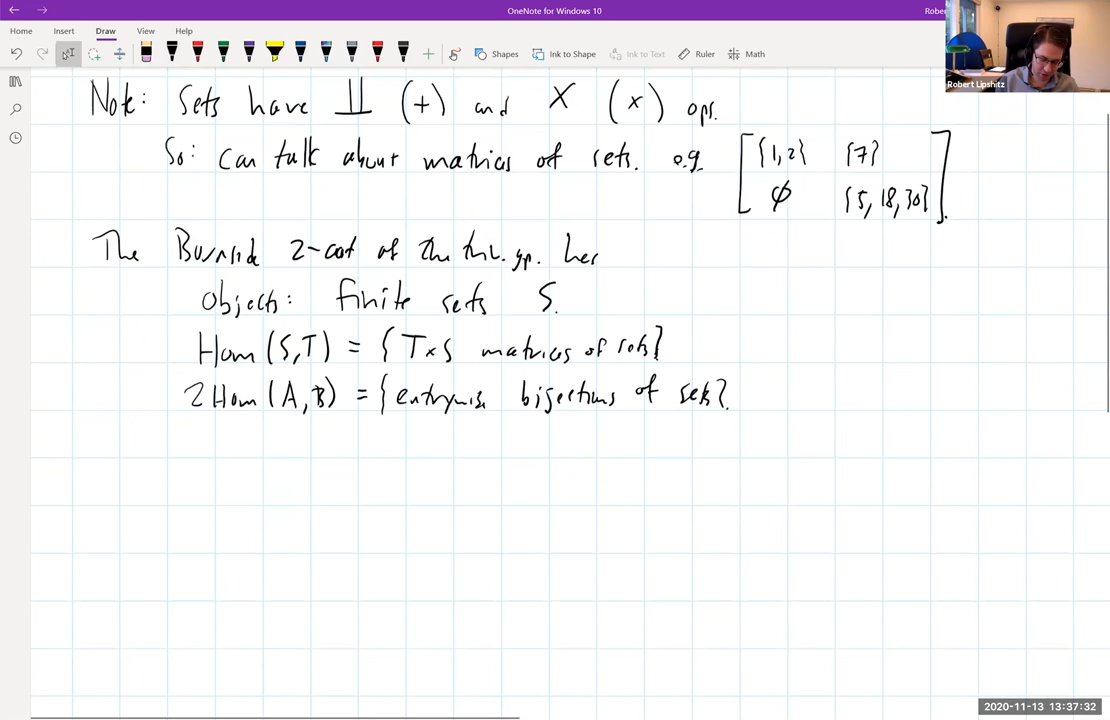 OneNote for Windows 10
Rober
Home Insert Draw View Help
Shapes Ink to Shape Ink to Text Ruler Math
Robert Lipshitz
Note: Sets have ⨿ (+) and X (x) ops.
So: Can talk about matrices of sets. e.g. [ {1,2} {7}
∅ {5, 18, 30} ].
The Burnside 2-cat of the triv. gp. has
objects: finite sets S.
Hom (S,T) = { T×S matrices of sets}
2Hom (A,B) = {entrywise bijections of sets}.
2020-11-13 13:37:32